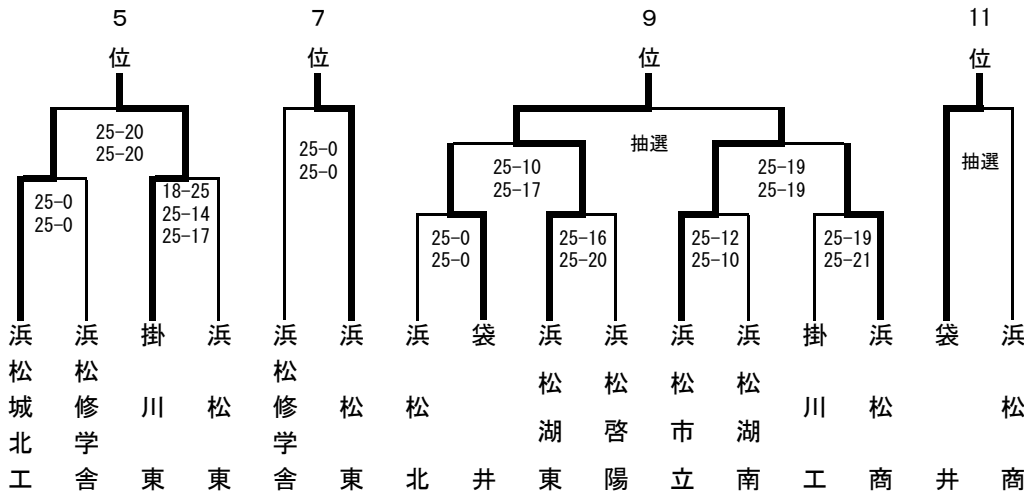 5位
7位
9位
11位
25-20
25-20
25-0
25-0
18-25
25-14
25-17
25-0
25-0
抽選
25-10
25-17
25-19
25-19
25-0
25-0
25-16
25-20
25-12
25-10
25-19
25-21
抽選
浜松城北工
浜松修学舎
掛川東
浜松東
浜松修学舎
浜松東
浜松北
袋井
浜松湖東
浜松啓陽
浜松市立
浜松湖南
掛川工
浜松商
袋井
浜松商